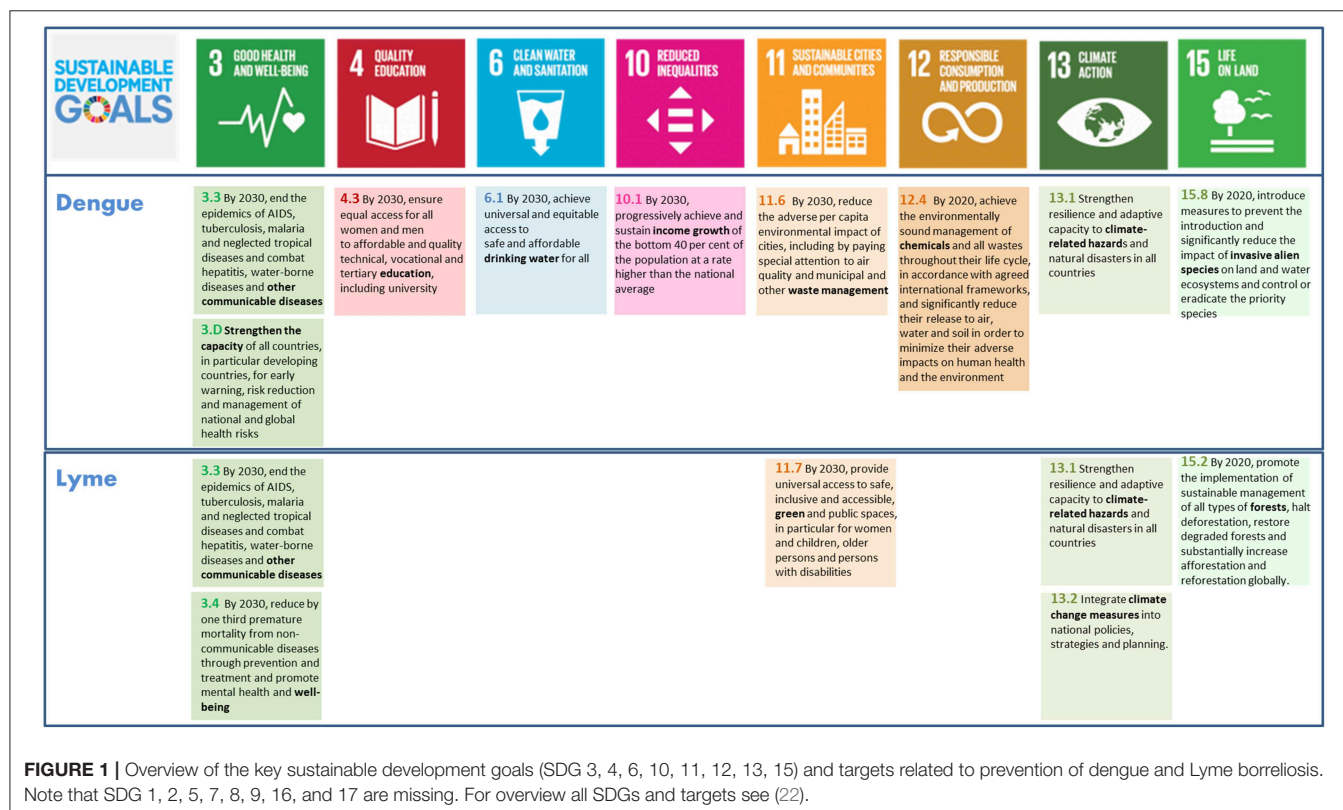 SUSTAINABLE
DEVELOPMENT
GOALS
3 GOOD HEALTH
AND WELL-BEING
4 QUALITY
EDUCATION
6 CLEAN WATER
AND SANITATION
10 REDUCED
INEQUALITIES
11 SUSTAINABLE CITIES
AND COMMUNITIES
12 RESPONSIBLE
CONSUMPTION
AND PRODUCTION
13 CLIMATE
ACTION
15 LIFE
ON LAND
Dengue
3.3 By 2030, end the
epidemics of AIDS,
tuberculosis, malaria
and neglected tropical
diseases and combat
hepatitis, water-borne
diseases and other
communicable diseases
3.D Strengthen the
capacity of all countries,
in particular developing
countries, for early
warning, risk reduction
and management of
national and global
health risks
4.3 By 2030, ensure
equal access for all
women and men
to affordable and quality
technical, vocational and
tertiary education,
including university
6.1 By 2030, achieve
universal and equitable
access to
safe and affordable
drinking water for all
10.1 By 2030,
progressively achieve and
sustain income growth of
the bottom 40 per cent of
the population at a rate
higher than the national
average
11.6 By 2030, reduce
the adverse per capita
environmental impact of
cities, including by paying
special attention to air
quality and municipal and
other waste management
12.4 By 2020, achieve
the environmentally
sound management of
chemicals and all wastes
throughout their life cycle,
in accordance with agreed
international frameworks,
and significantly reduce
their release to air,
water and soil in order to
minimize their adverse
impacts on human health
and the environment
13.1 Strengthen
resilience and adaptive
capacity to climate-
related hazards and
natural disasters in all
countries
15.8 By 2020, introduce
measures to prevent the
introduction and
significantly reduce the
impact of invasive alien
species on land and water
ecosystems and control or
eradicate the priority
species
Lyme
3.3 By 2030, end the
epidemics of AIDS,
tuberculosis, malaria
and neglected tropical
diseases and combat
hepatitis, water-borne
diseases and other
communicable diseases
3.4 By 2030, reduce by
one third premature
mortality from non-
communicable diseases
through prevention and
treatment and promote
mental health and well-
being
11.7 By 2030, provide
universal access to safe,
inclusive and accessible,
green and public spaces,
in particular for women
and children, older
persons and persons
with disabilities
13.1 Strengthen
resilience and adaptive
capacity to climate-
related hazards and
natural disasters in all
countries
13.2 Integrate climate
change measures into
national policies,
strategies and planning.
15.2 By 2020, promote
the implementation of
sustainable management
of all types of forests, halt
deforestation, restore
degraded forests and
substantially increase
afforestation and
reforestation globally.
FIGURE 1 | Overview of the key sustainable development goals (SDG 3, 4, 6, 10, 11, 12, 13, 15) and targets related to prevention of dengue and Lyme borreliosis.
Note that SDG 1, 2, 5, 7, 8, 9, 16, and 17 are missing. For overview all SDGs and targets see (22).